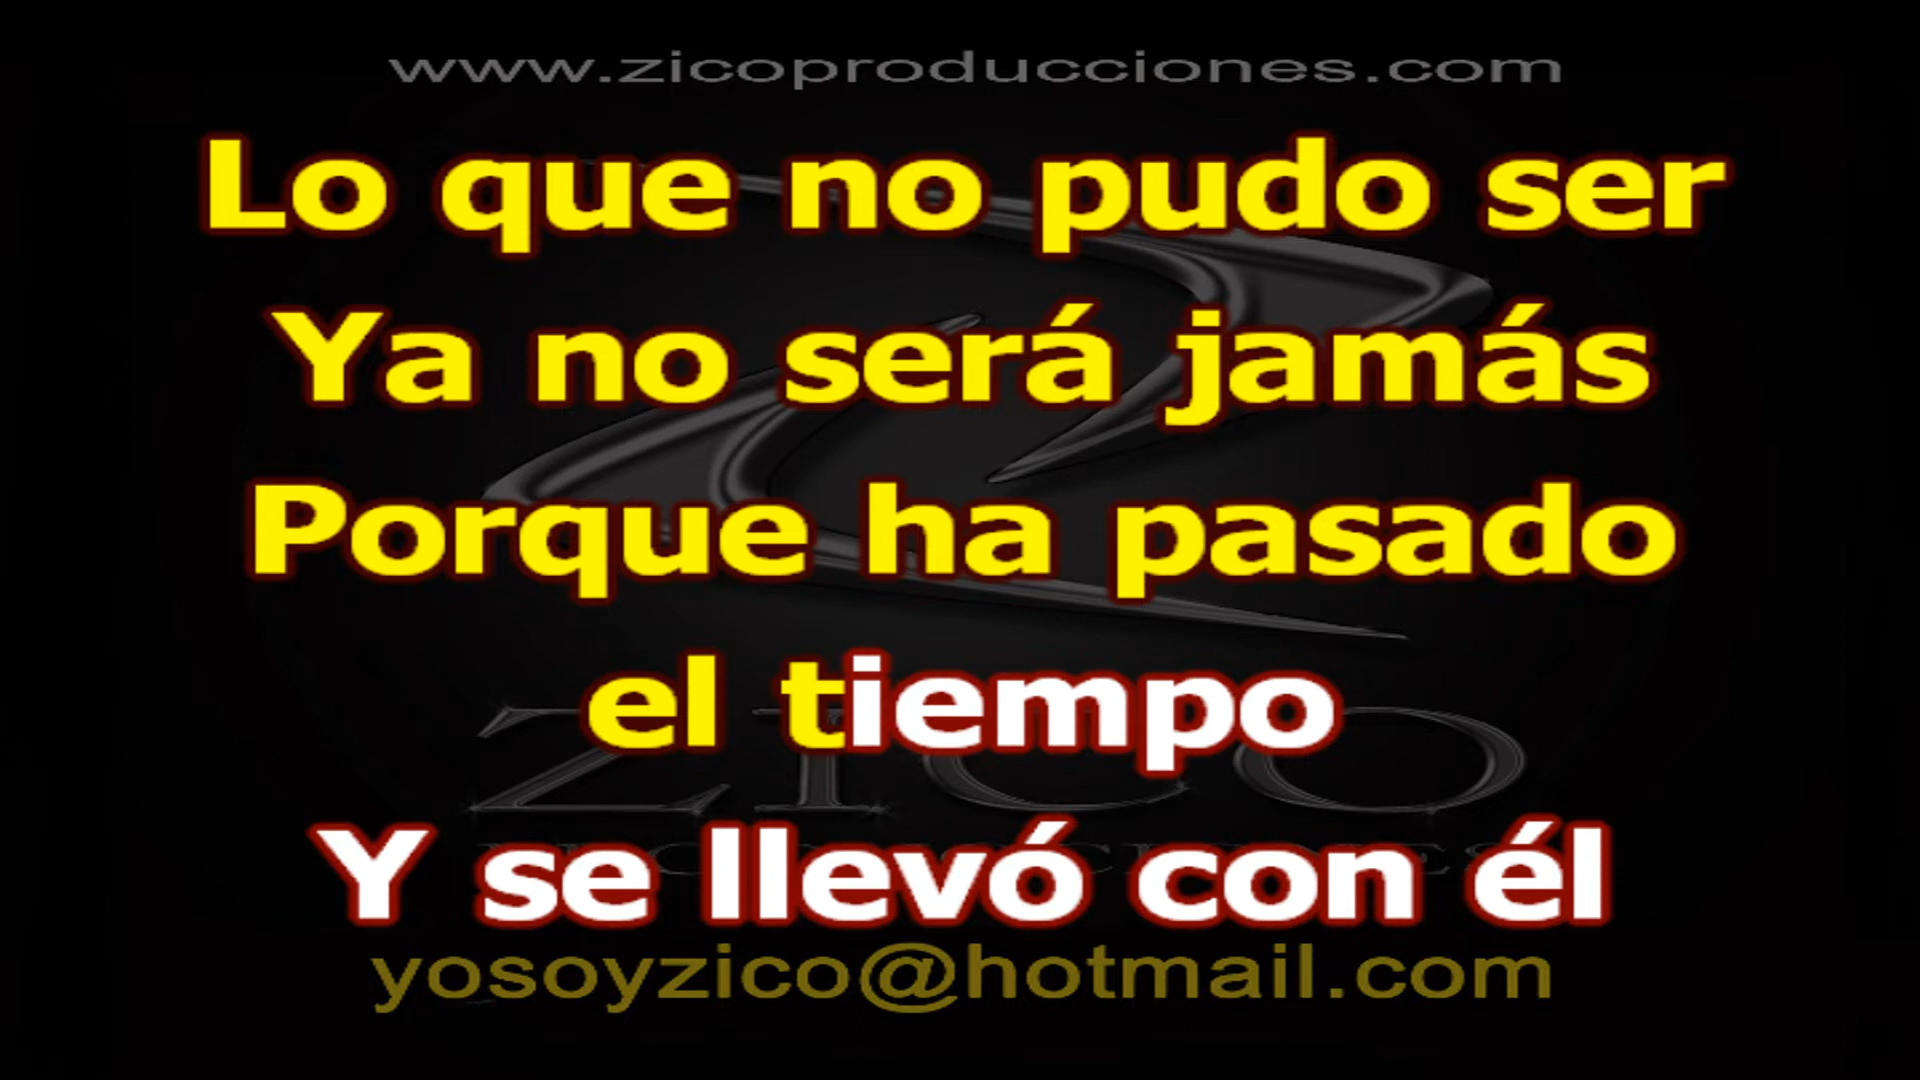 www.zicoproducciones.com
Lo que no pudo ser
Ya no será jamás
Porque ha pasado
el tiempo
Y se llevó con él
ZICO
yosoyzico@hotmail.com